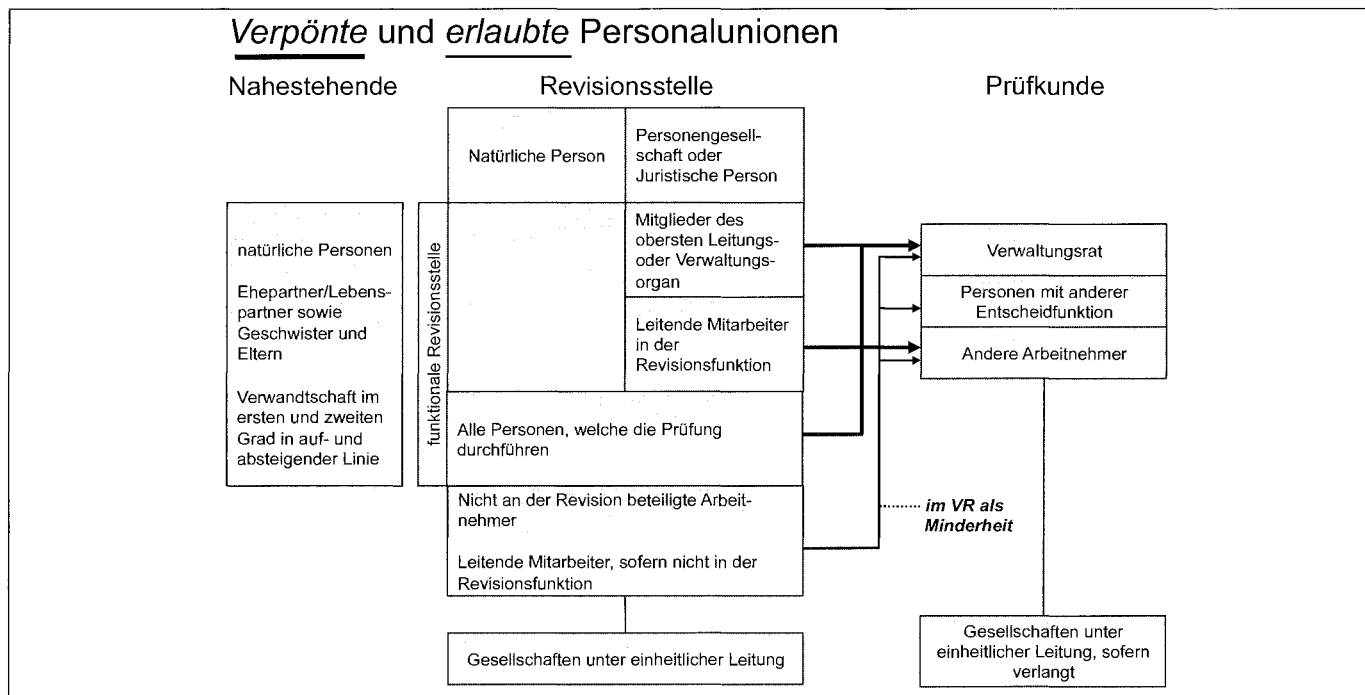 Verpönte und erlaubte Personalunionen
Nahestehende
Revisionsstelle
Prüfkunde
Natürliche Person
Personengesell-
schaft oder
Juristische Person
natürliche Personen
Ehepartner/Lebens-
partner sowie
Geschwister und
Eltern
Verwandtschaft im
ersten und zweiten
Grad in auf- und
absteigender Linie
funktionale Revisionsstelle
Mitglieder des
obersten Leitungs-
oder Verwaltungs-
organ
Leitende Mitarbeiter
in der
Revisionsfunktion
Alle Personen, welche die Prüfung
durchführen
Nicht an der Revision beteiligte Arbeit-
nehmer
Leitende Mitarbeiter, sofern nicht in der
Revisionsfunktion
Gesellschaften unter einheitlicher Leitung
Verwaltungsrat
Personen mit anderer
Entscheidfunktion
Andere Arbeitnehmer
im VR als
Minderheit
Gesellschaften unter
einheitlicher Leitung, sofern
verlangt